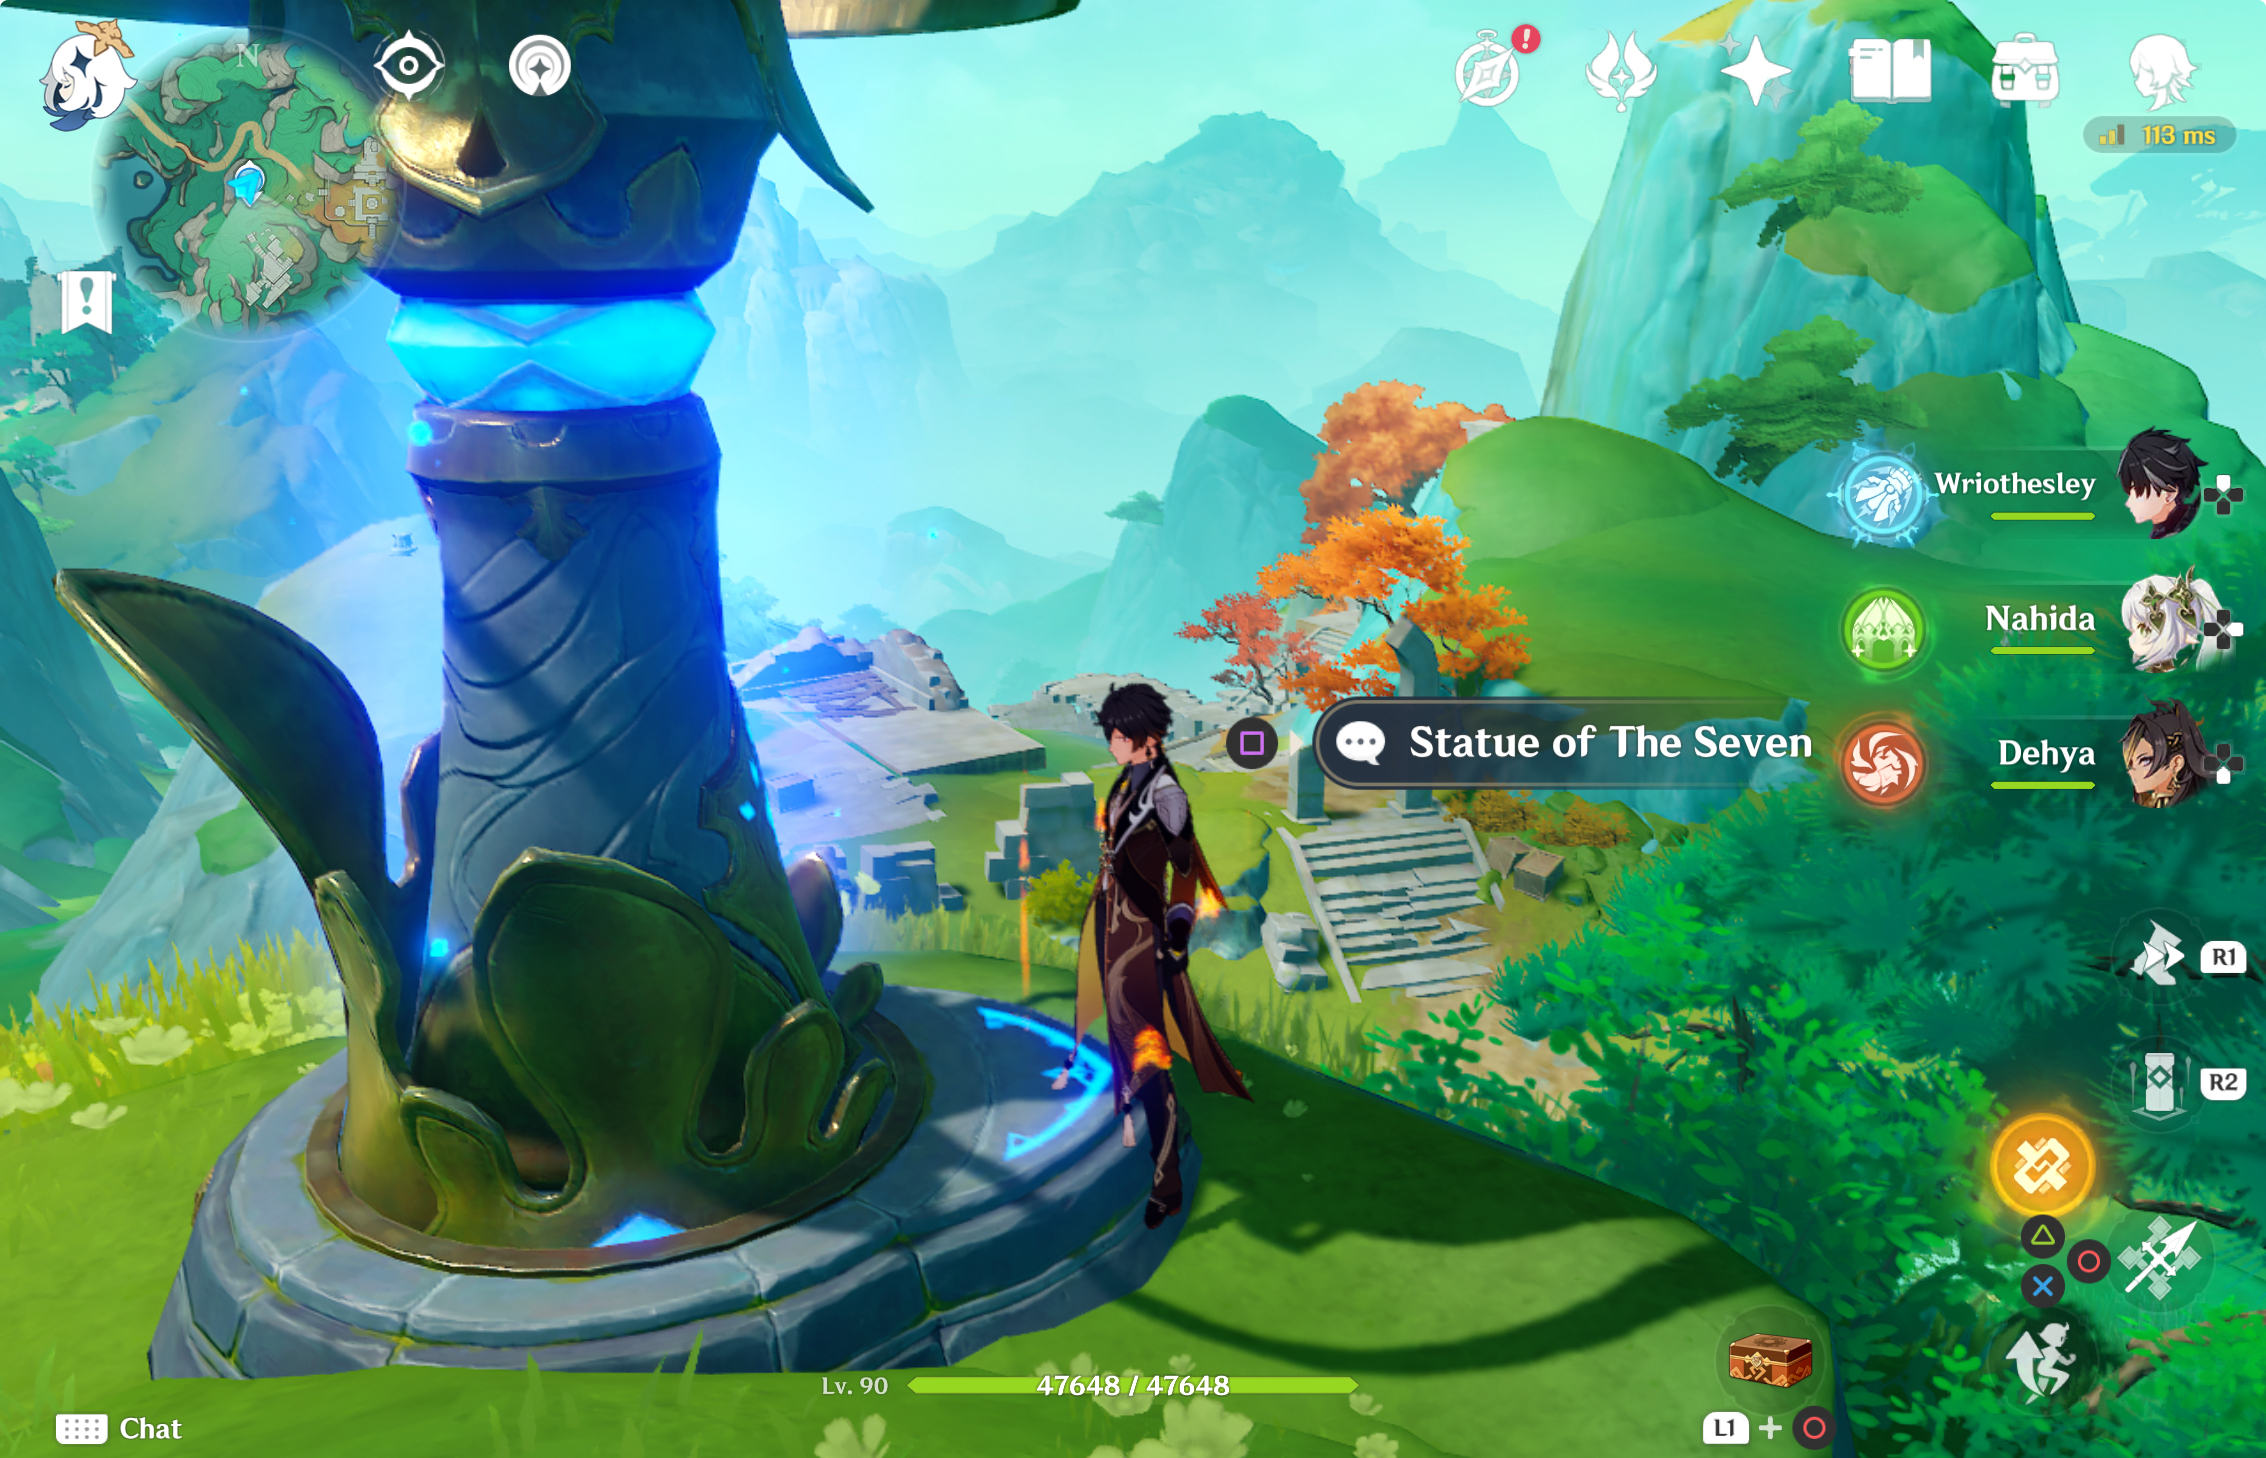 N
113 ms
Wriothesley
Nahida
Statue of The Seven
Dehya
R1
R2
Lv. 90
47648 / 47648
Chat
L1 +